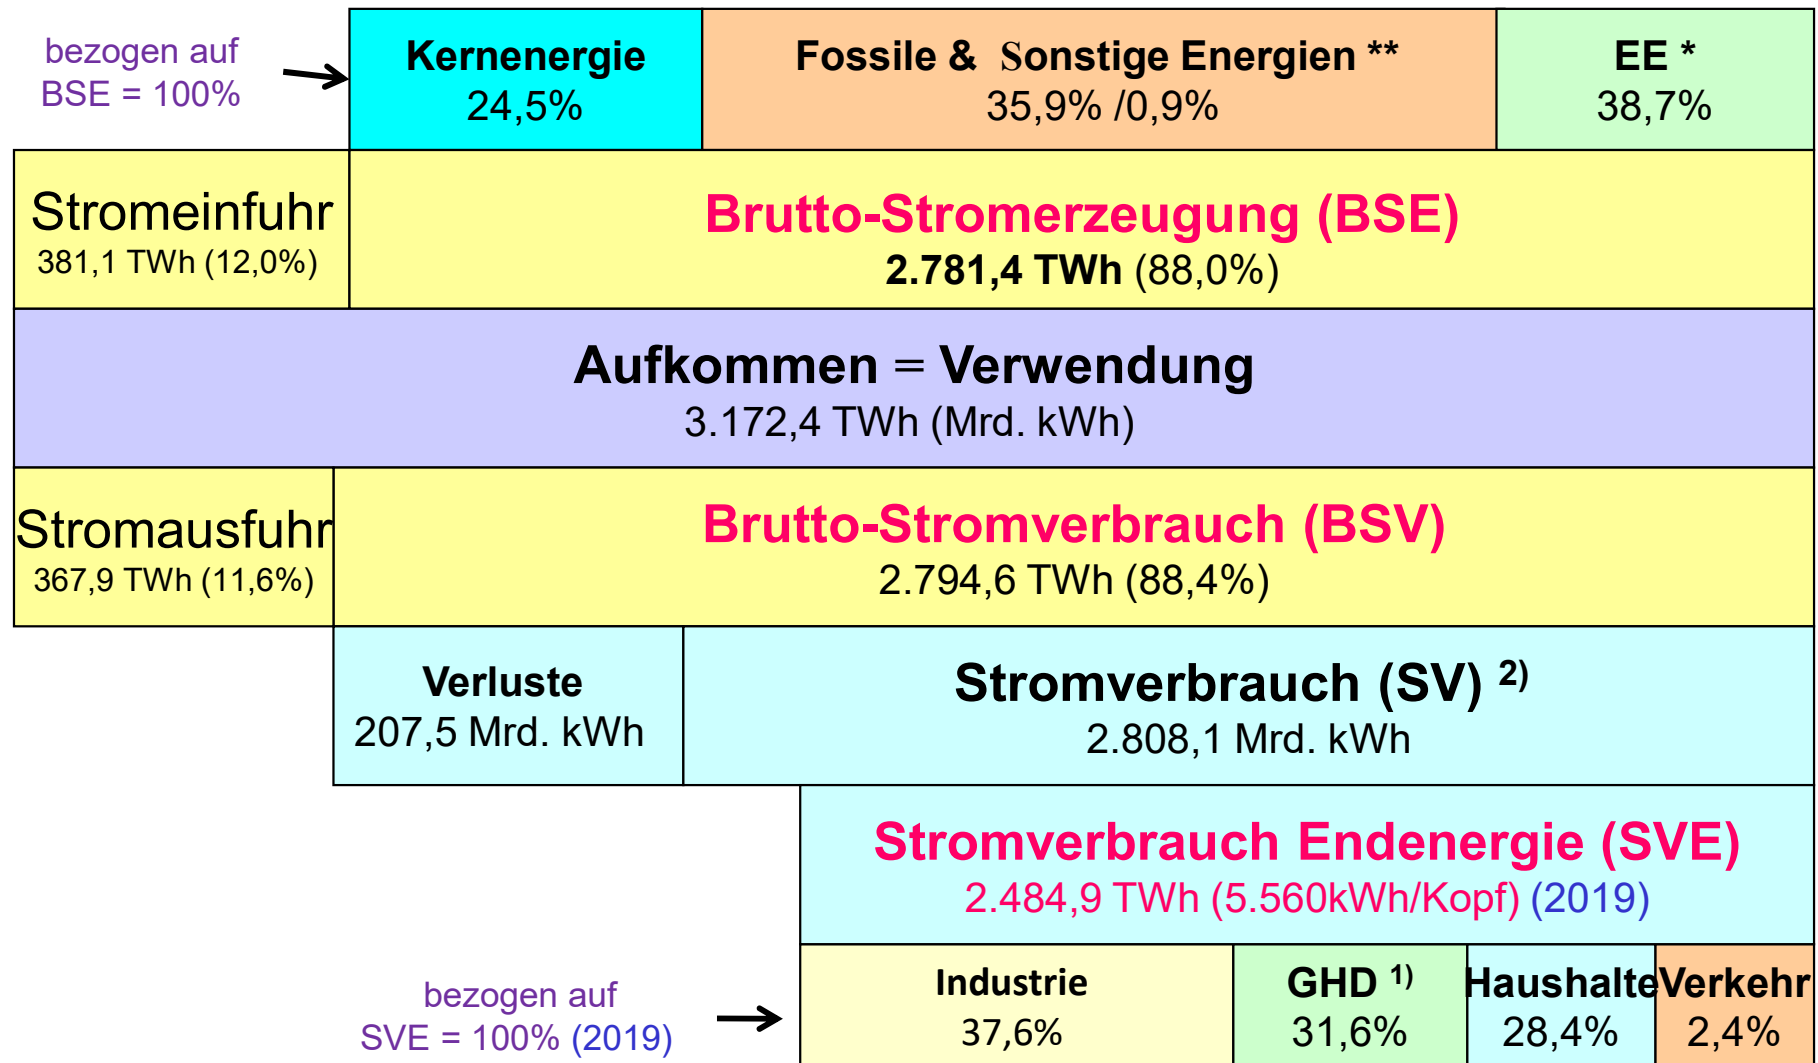 bezogen auf
BSE = 100%
Kernenergie
24,5%
Fossile & Sonstige Energien **
35,9% /0,9%
EE *
38,7%
Stromeinfuhr
381,1 TWh (12,0%)
Brutto-Stromerzeugung (BSE)
2.781,4 TWh (88,0%)
Aufkommen = Verwendung
3.172,4 TWh (Mrd. kWh)
Stromausfuhr
367,9 TWh (11,6%)
Brutto-Stromverbrauch (BSV)
2.794,6 TWh (88,4%)
Verluste
207,5 Mrd. kWh
Stromverbrauch (SV) 2)
2.808,1 Mrd. kWh
Stromverbrauch Endenergie (SVE)
2.484,9 TWh (5.560kWh/Kopf) (2019)
bezogen auf
SVE = 100% (2019)
Industrie
37,6%
GHD 1)
31,6%
Haushalte
28,4%
Verkehr
2,4%